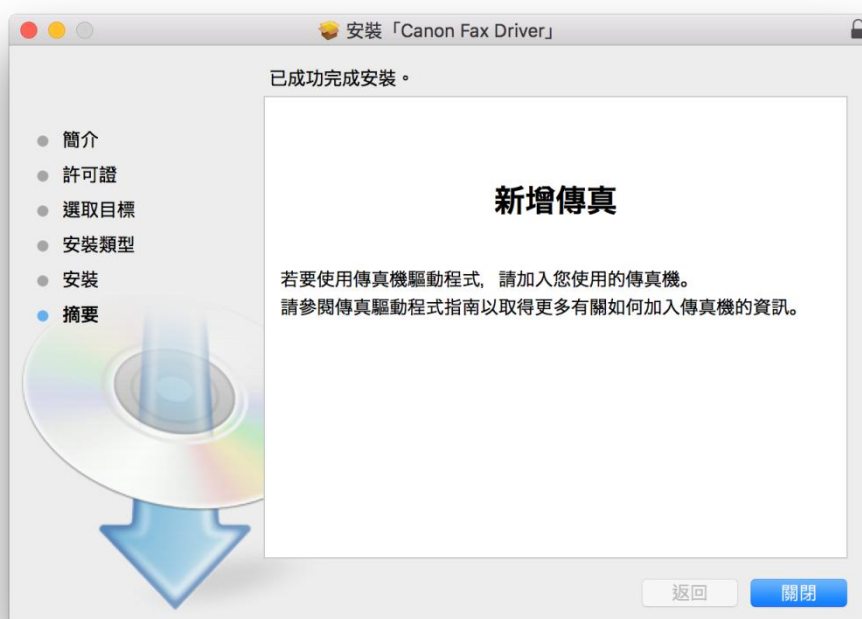 安裝「Canon Fax Driver」
已成功完成安裝。
簡介
許可證
選取目標
安裝類型
安裝
摘要
新增傳真
若要使用傳真機驅動程式, 請加入您使用的傳真機。
請參閱傳真驅動程式指南以取得更多有關如何加入傳真機的資訊。
返回
關閉